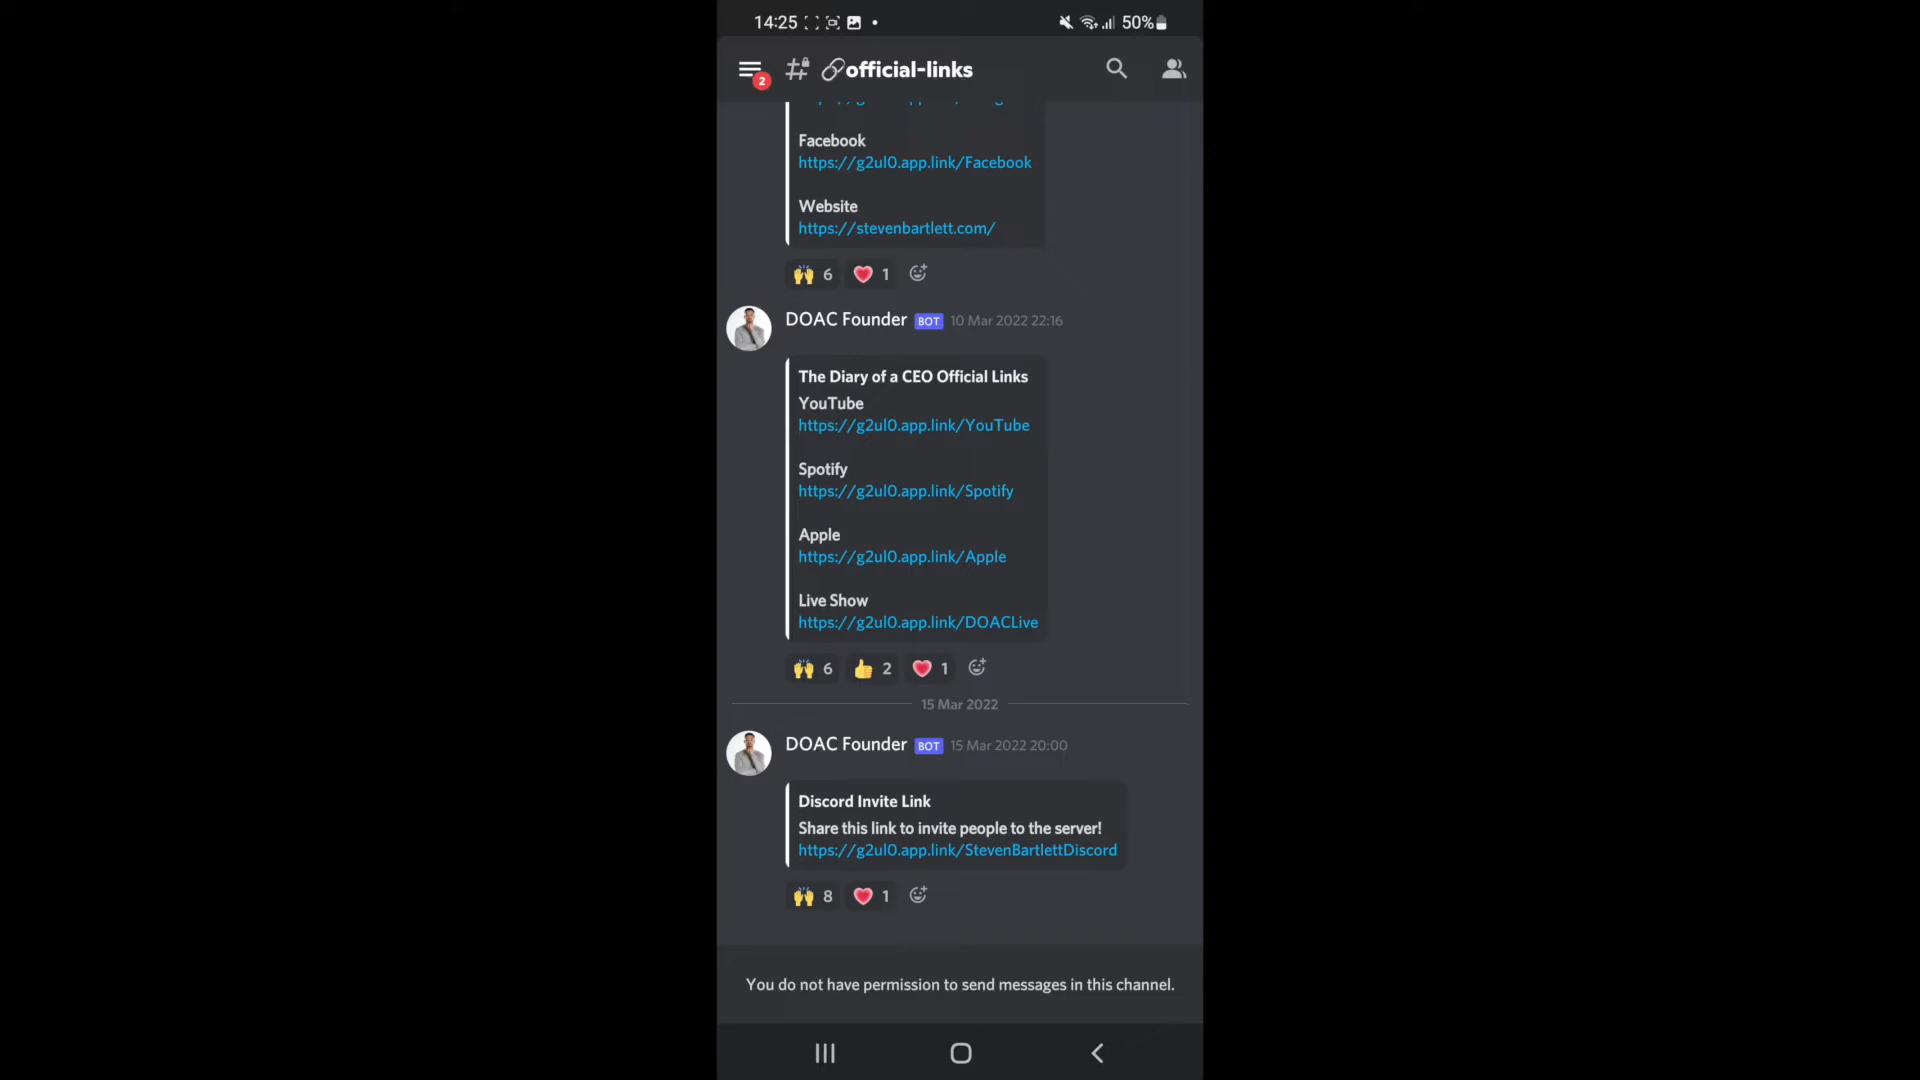 14:25
50%
2
official-links
Facebook
https://g2ul0.app.link/Facebook
Website
https://stevenbartlett.com/
6
1
DOAC Founder BOT 10 Mar 2022 22:16
The Diary of a CEO Official Links
YouTube
https://g2ul0.app.link/YouTube
Spotify
https://g2ul0.app.link/Spotify
Apple
https://g2ul0.app.link/Apple
Live Show
https://g2ul0.app.link/DOACLive
6 2 1
15 Mar 2022
DOAC Founder BOT 15 Mar 2022 20:00
Discord Invite Link
Share this link to invite people to the server!
https://g2ul0.app.link/StevenBartlettDiscord
8 1
You do not have permission to send messages in this channel.